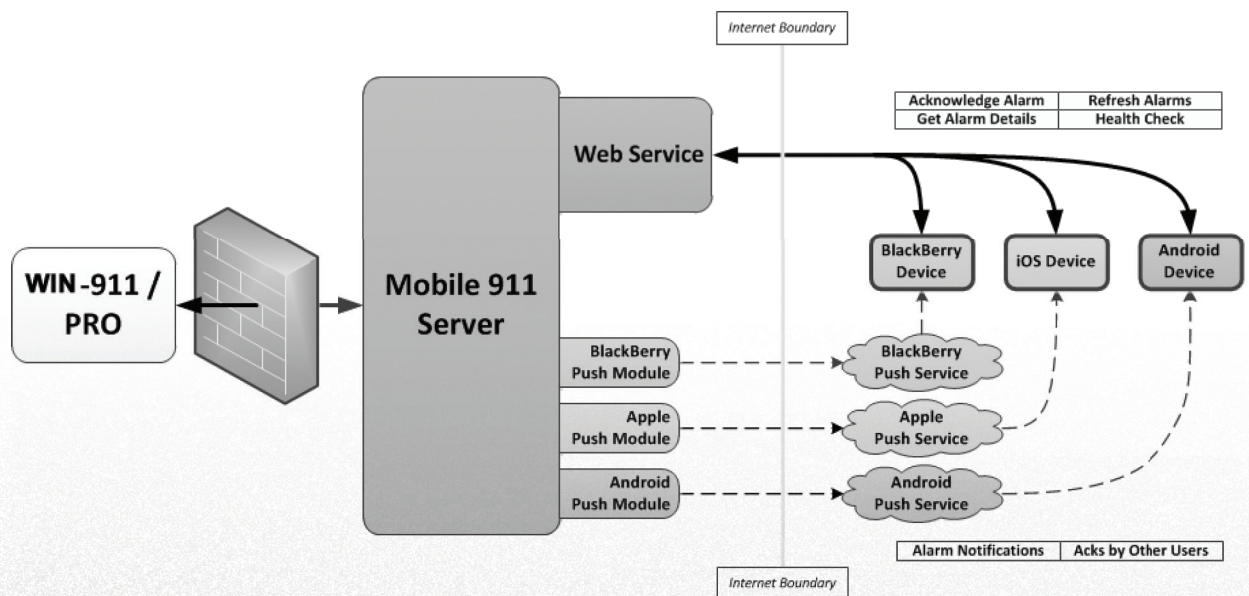 Internet Boundary
Acknowledge Alarm
Refresh Alarms
Get Alarm Details
Health Check
Web Service
BlackBerry
Device
iOS Device
Android
Device
WIN-911 /
PRO
Mobile 911
Server
BlackBerry
Push Module
BlackBerry
Push Service
Apple
Push Module
Apple
Push Service
Android
Push Module
Android
Push Service
Alarm Notifications
Acks by Other Users
Internet Boundary